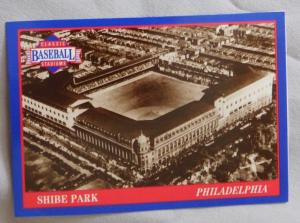 CLASSIC
BASEBALL
STADIUMS
SHIBE PARK
PHILADELPHIA